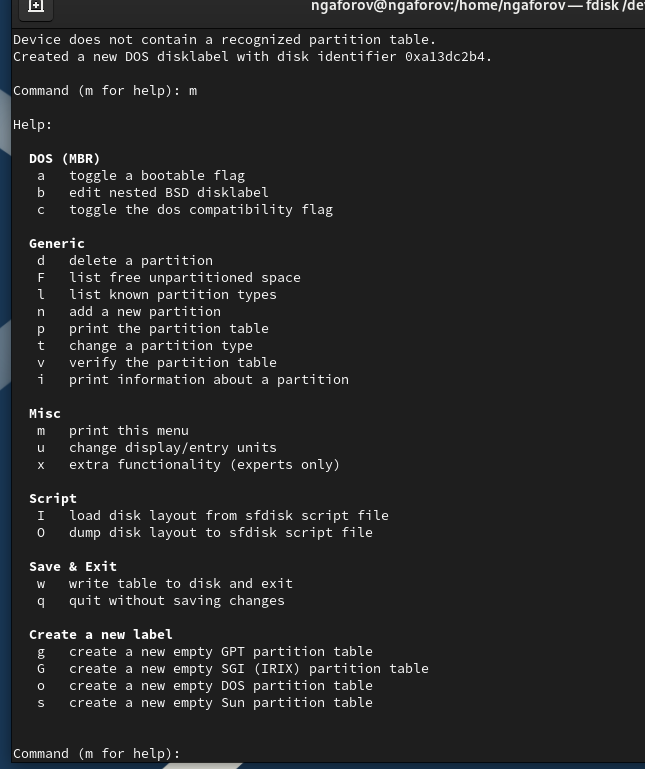 ngaforov@ngaforov:/home/ngaforov — fdisk /de
Device does not contain a recognized partition table.
Created a new DOS disklabel with disk identifier 0xa13dc2b4.
Command (m for help): m
Help:
DOS (MBR)
a   toggle a bootable flag
b   edit nested BSD disklabel
c   toggle the dos compatibility flag
Generic
d   delete a partition
F   list free unpartitioned space
l   list known partition types
n   add a new partition
p   print the partition table
t   change a partition type
v   verify the partition table
i   print information about a partition
Misc
m   print this menu
u   change display/entry units
x   extra functionality (experts only)
Script
I   load disk layout from sfdisk script file
O   dump disk layout to sfdisk script file
Save & Exit
w   write table to disk and exit
q   quit without saving changes
Create a new label
g   create a new empty GPT partition table
G   create a new empty SGI (IRIX) partition table
o   create a new empty DOS partition table
s   create a new empty Sun partition table
Command (m for help):